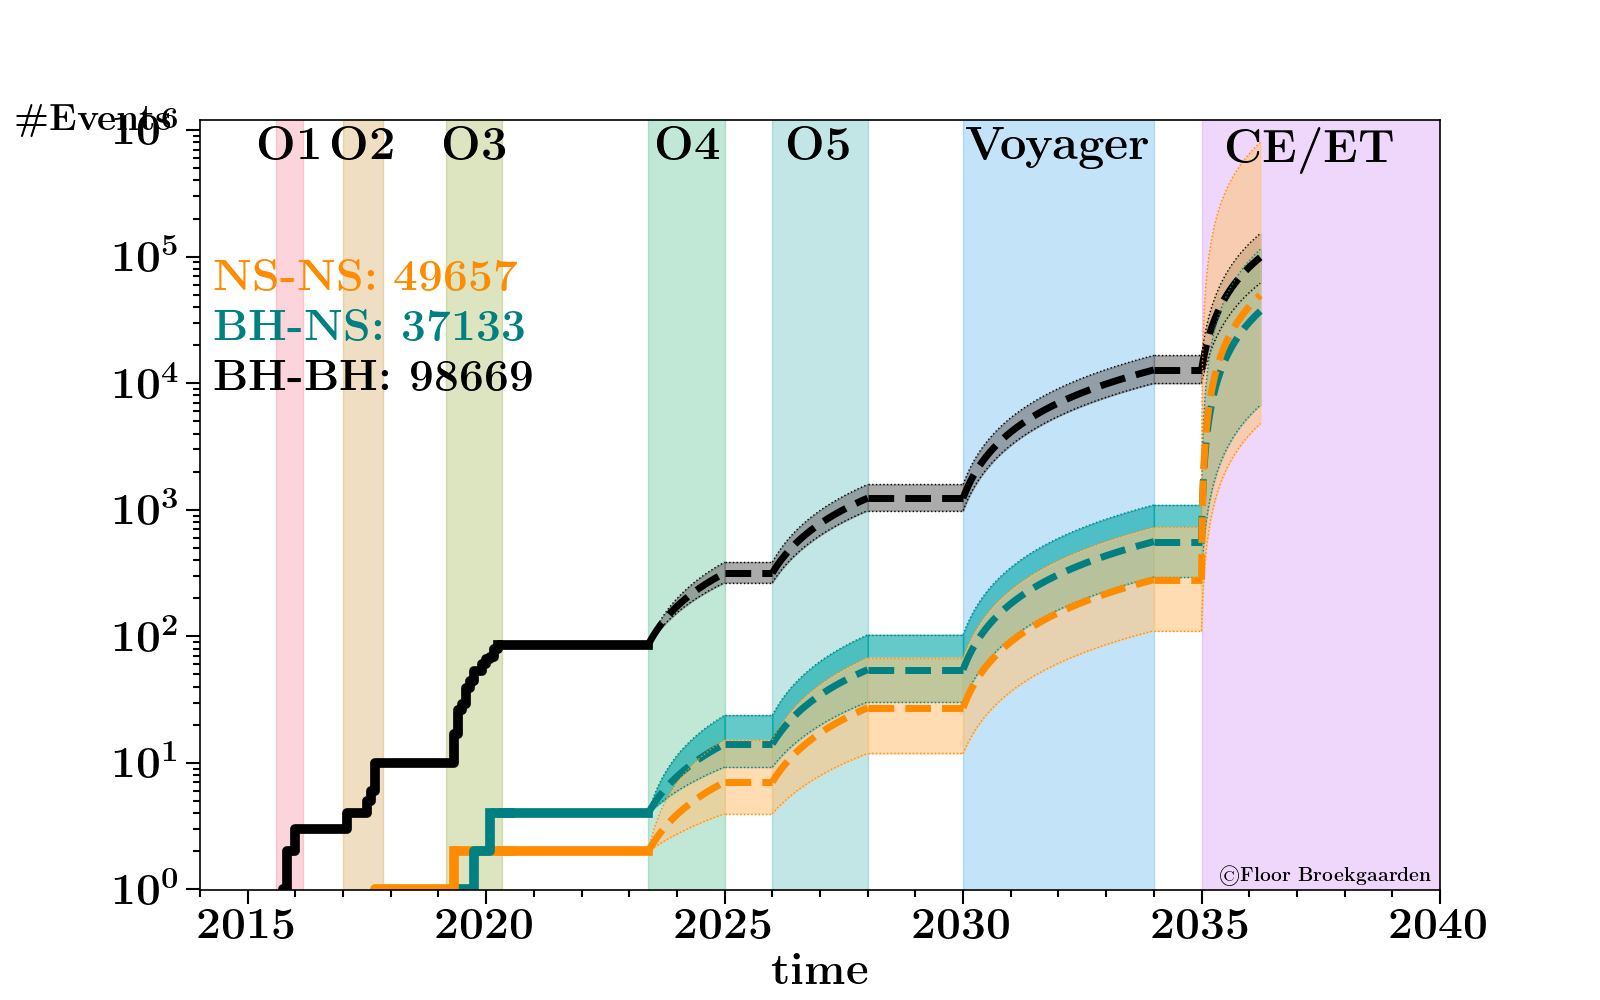 #Events
O1 O2 O3 O4 O5 Voyager CE/ET
10^6
10^5
NS-NS: 49657
BH-NS: 37133
BH-BH: 98669
10^4
10^3
10^2
10^1
10^0
©Floor Broekgaarden
2015 2020 2025 2030 2035 2040
time